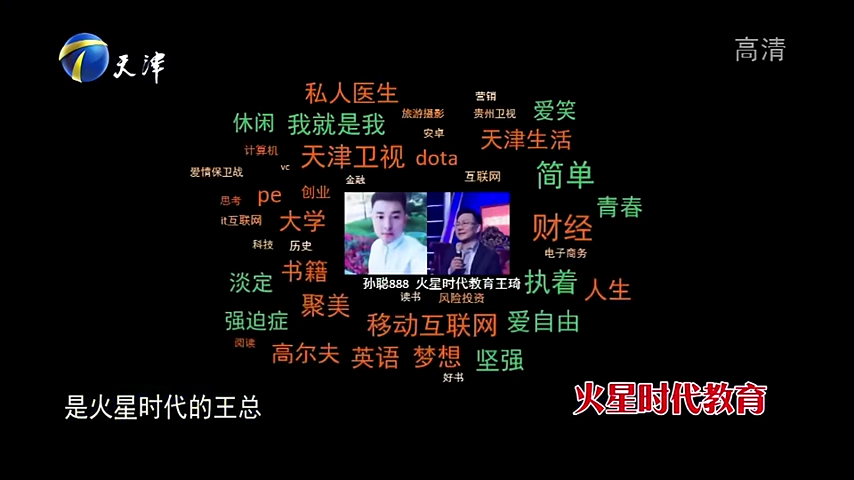 高清
天津
私人医生
营销
休闲
我就是我
旅游摄影
贵州卫视
爱笑
安卓
天津生活
计算机
天津卫视
dota
爱情保卫战
vc
金融
互联网
简单
思考
pe
创业
青春
it互联网
大学
财经
科技
历史
电子商务
淡定
书籍
孙聪888 火星时代教育王琦
执着
人生
读书
风险投资
聚美
强迫症
移动互联网
爱自由
阅读
高尔夫
英语
梦想
坚强
好书
是火星时代的王总
火星时代教育